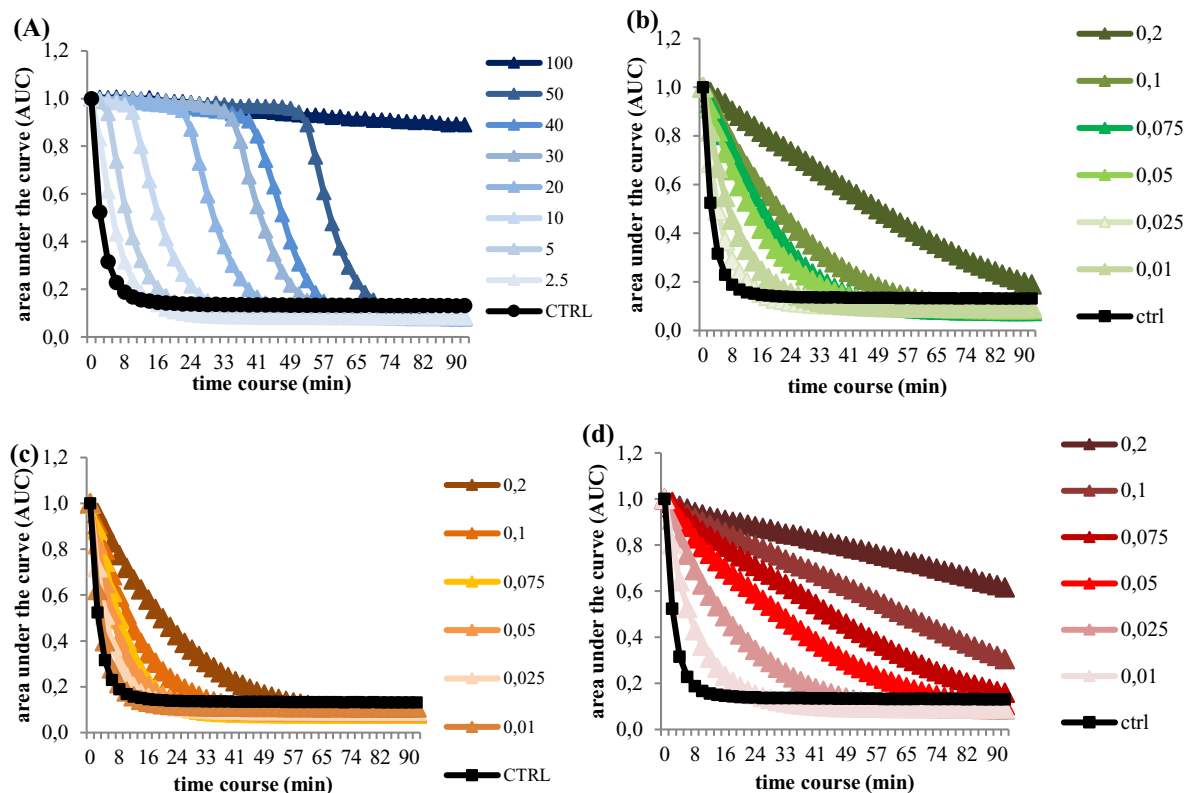 (A)
area under the curve (AUC)
1,2
1,0
0,8
0,6
0,4
0,2
0,0
0 8 16 24 33 41 49 57 65 74 82 90
time course (min)
100
50
40
30
20
10
5
2.5
CTRL
(b)
area under the curve (AUC)
1,2
1,0
0,8
0,6
0,4
0,2
0,0
0 8 16 24 33 41 49 57 65 74 82 90
time course (min)
0,2
0,1
0,075
0,05
0,025
0,01
ctrl
(c)
area under the curve (AUC)
1,2
1,0
0,8
0,6
0,4
0,2
0,0
0 8 16 24 33 41 49 57 65 74 82 90
time course (min)
0,2
0,1
0,075
0,05
0,025
0,01
CTRL
(d)
area under the curve (AUC)
1,2
1,0
0,8
0,6
0,4
0,2
0,0
0 8 16 24 33 41 49 57 65 74 82 90
time course (min)
0,2
0,1
0,075
0,05
0,025
0,01
ctrl